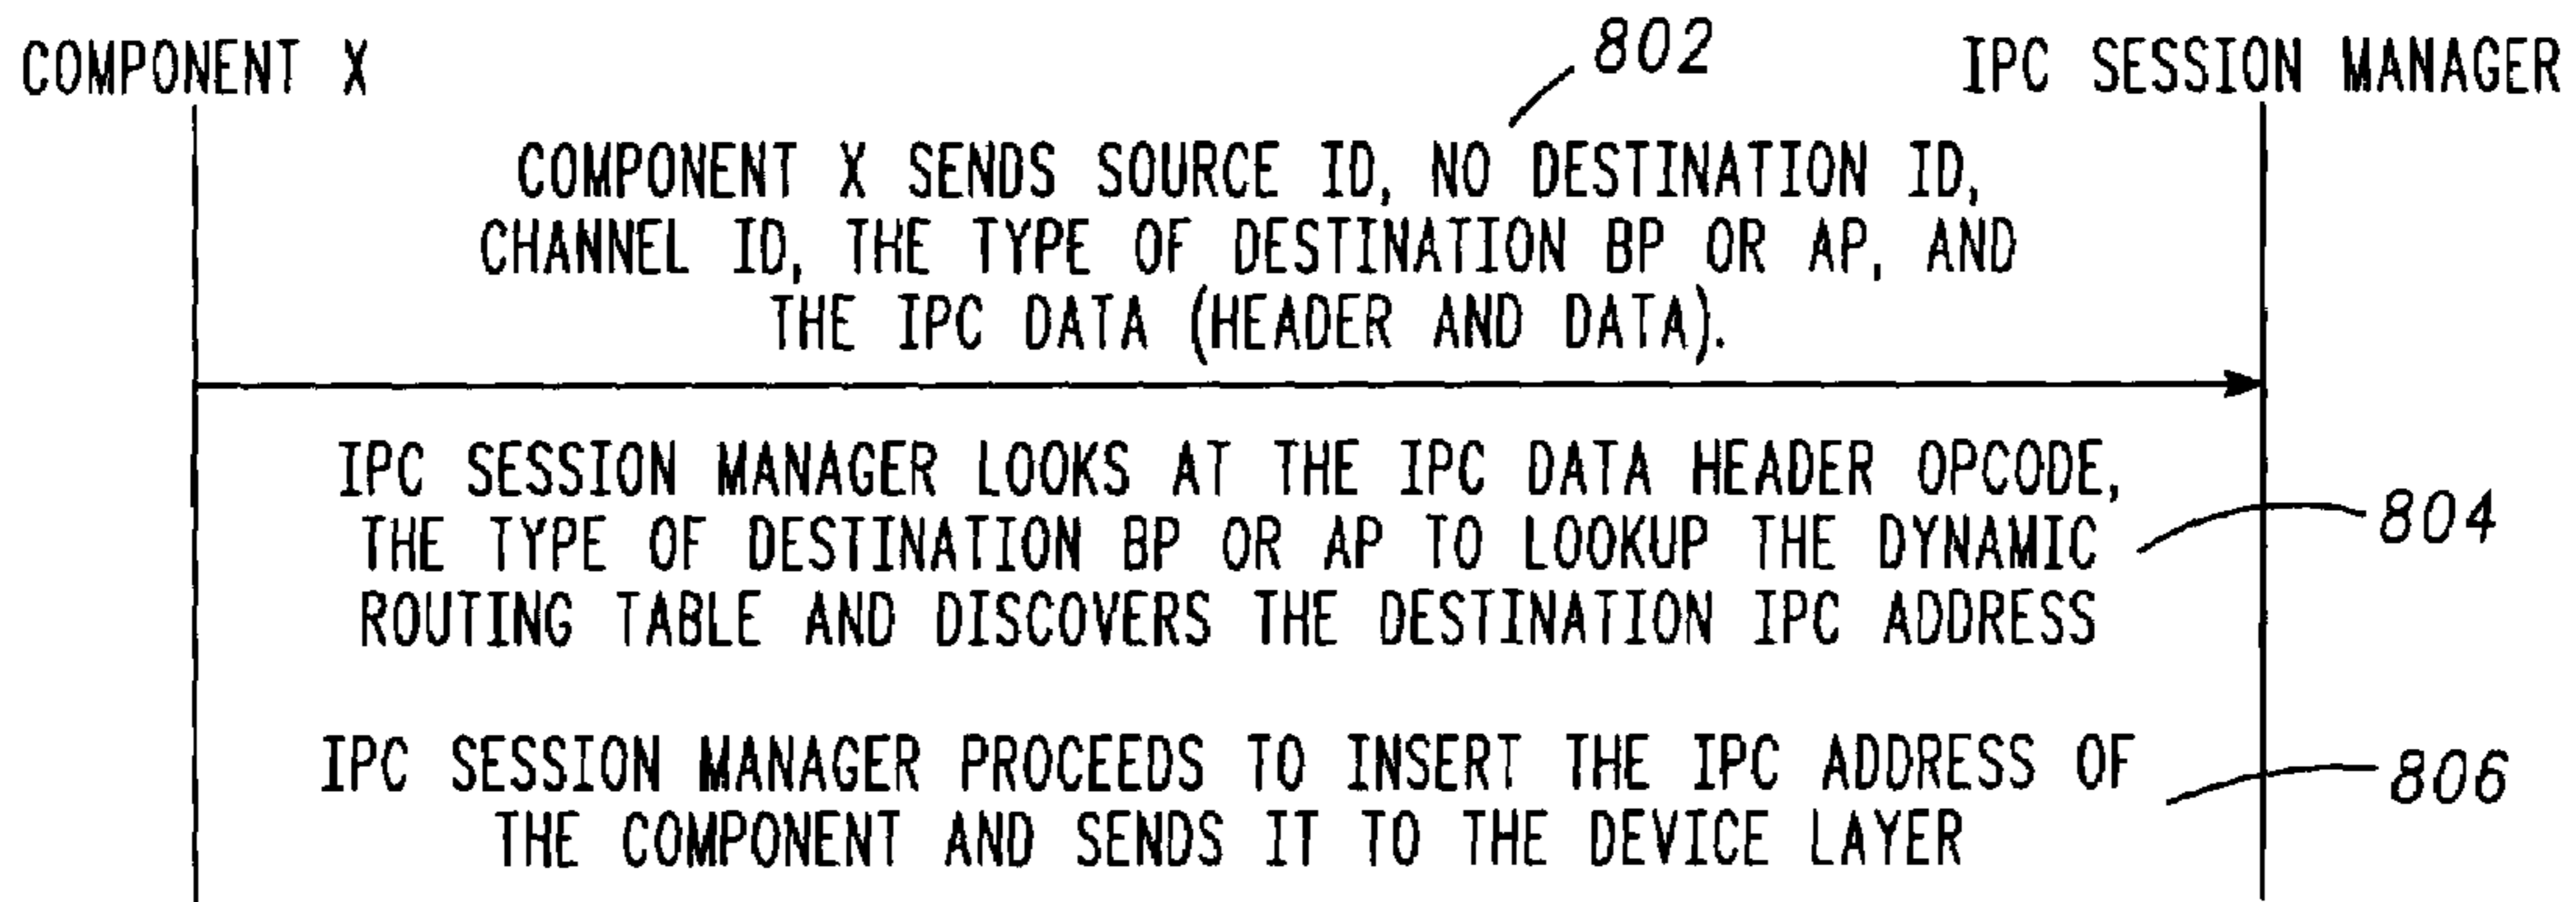 COMPONENT X
802
IPC SESSION MANAGER
COMPONENT X SENDS SOURCE ID, NO DESTINATION ID,
CHANNEL ID, THE TYPE OF DESTINATION BP OR AP, AND
THE IPC DATA (HEADER AND DATA).
IPC SESSION MANAGER LOOKS AT THE IPC DATA HEADER OPCODE,
THE TYPE OF DESTINATION BP OR AP TO LOOKUP THE DYNAMIC
804
ROUTING TABLE AND DISCOVERS THE DESTINATION IPC ADDRESS
IPC SESSION MANAGER PROCEEDS TO INSERT THE IPC ADDRESS OF
806
THE COMPONENT AND SENDS IT TO THE DEVICE LAYER